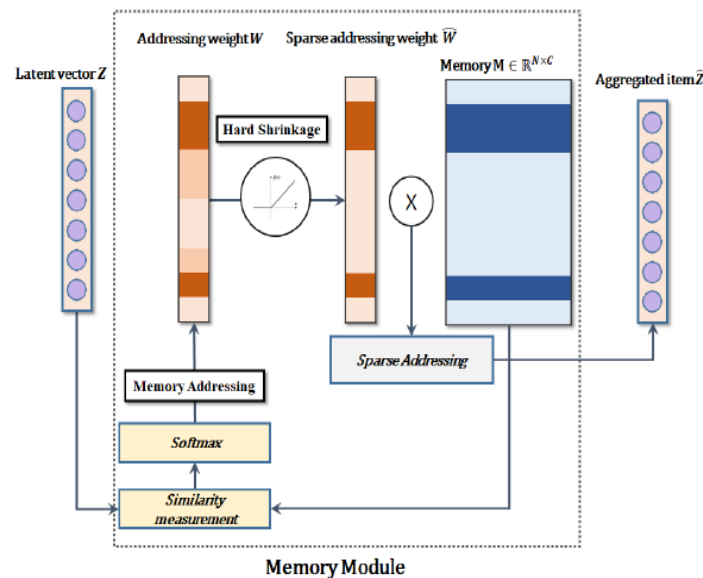 Addressing weight W
Sparse addressing weight Ŵ
Latent vector Z
Memory M ∈ ℝ^{N×C}
Aggregated item Ẑ
Hard Shrinkage
X
Sparse Addressing
Memory Addressing
Softmax
Similarity
measurement
Memory Module